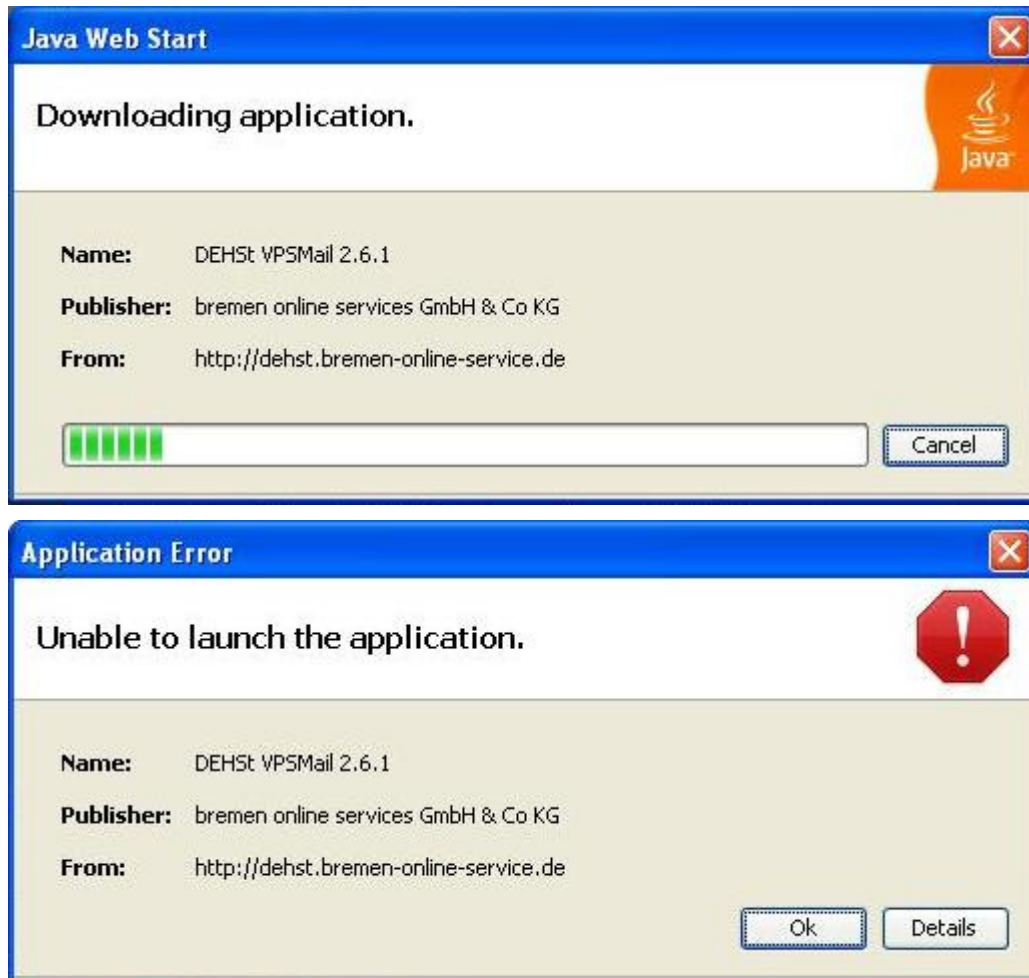 Java Web Start
Downloading application.
Java
Name: DEHSt VPSMail 2.6.1
Publisher: bremen online services GmbH & Co KG
From: http://dehst.bremen-online-service.de
Cancel
Application Error
Unable to launch the application.
Name: DEHSt VPSMail 2.6.1
Publisher: bremen online services GmbH & Co KG
From: http://dehst.bremen-online-service.de
Ok Details